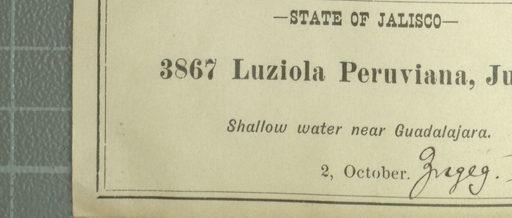 —STATE OF JALISCO—
3867 Luziola Peruviana, Ju
Shallow water near Guadalajara.
2, October.